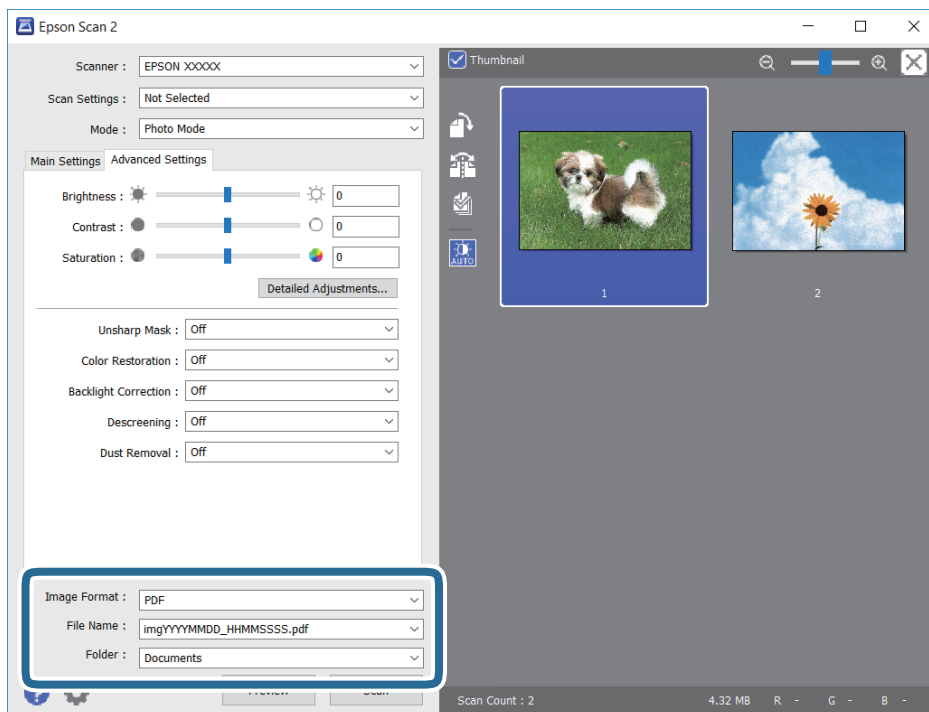 Epson Scan 2
Scanner : EPSON XXXXX
Scan Settings : Not Selected
Mode : Photo Mode
Main Settings Advanced Settings
Brightness : 0
Contrast : 0
Saturation : 0
Detailed Adjustments...
Unsharp Mask : Off
Color Restoration : Off
Backlight Correction : Off
Descreening : Off
Dust Removal : Off
Image Format : PDF
File Name : imgYYYYMMDD_HHMMSSSS.pdf
Folder : Documents
? Preview Scan
Thumbnail
AUTO
1 2
Scan Count : 2 4.32 MB R - G - B -